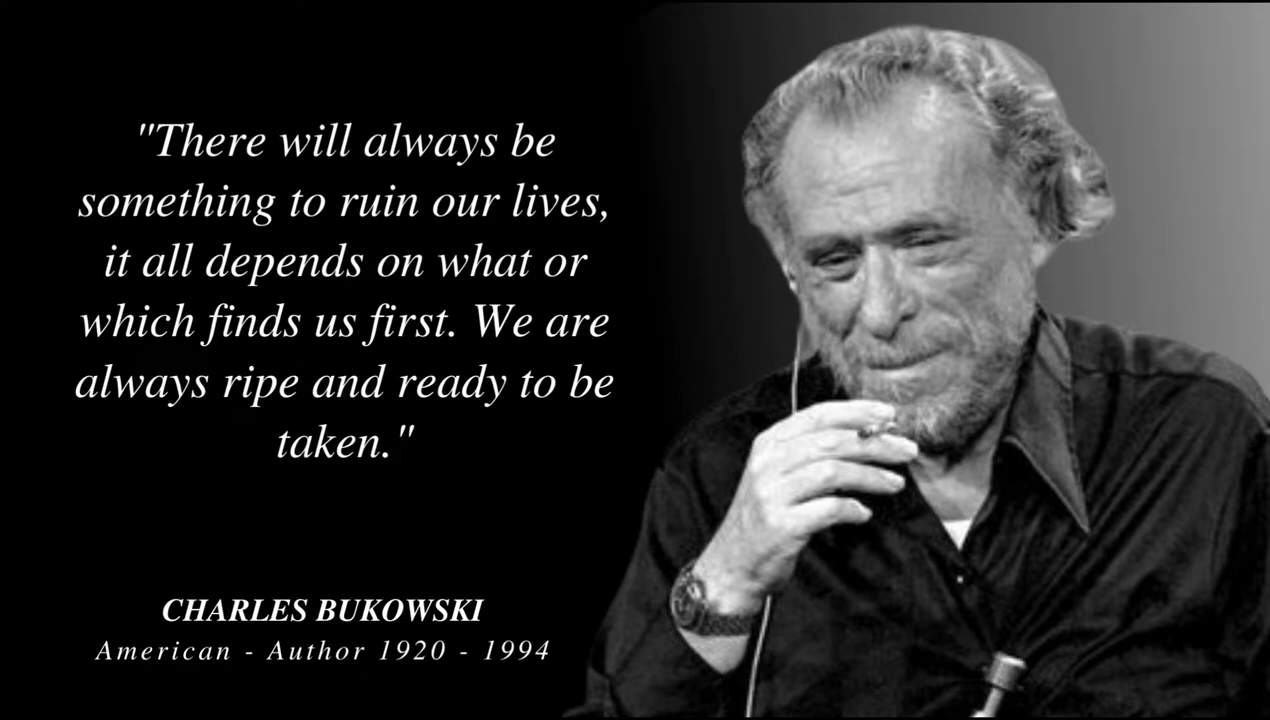 "There will always be
something to ruin our lives,
it all depends on what or
which finds us first. We are
always ripe and ready to be
taken."
CHARLES BUKOWSKI
American - Author 1920 - 1994